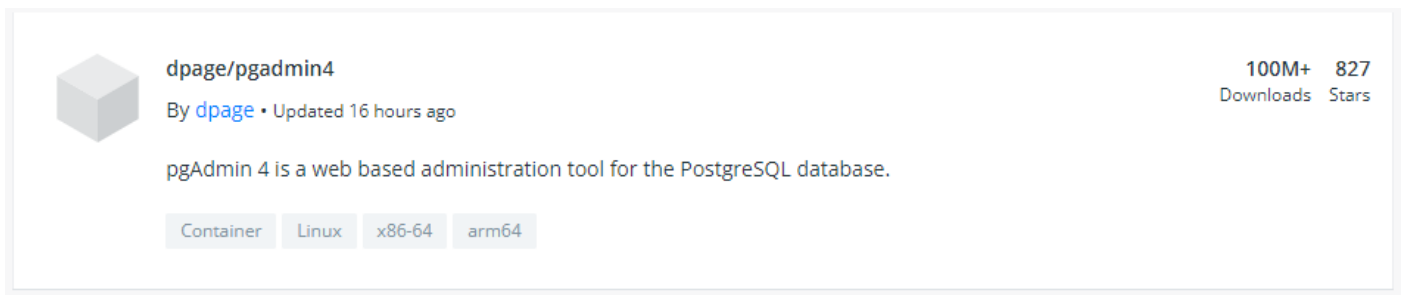 dpage/pgadmin4
100M+ 827
By dpage • Updated 16 hours ago
Downloads Stars
pgAdmin 4 is a web based administration tool for the PostgreSQL database.
Container Linux x86-64 arm64